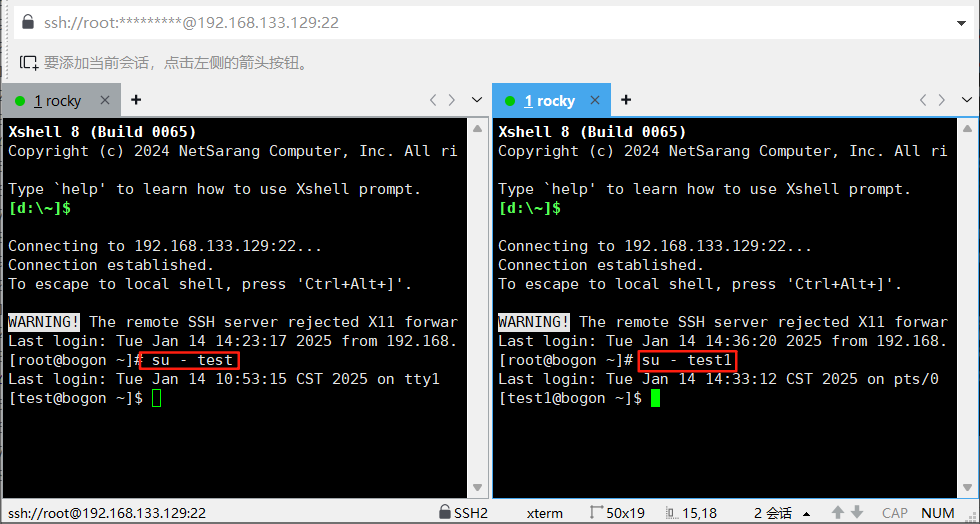 ssh://root:*********@192.168.133.129:22
要添加当前会话，点击左侧的箭头按钮。
1 rocky
Xshell 8 (Build 0065)
Copyright (c) 2024 NetSarang Computer, Inc. All ri
Type `help' to learn how to use Xshell prompt.
[d:\~]$
Connecting to 192.168.133.129:22...
Connection established.
To escape to local shell, press 'Ctrl+Alt+]'.
WARNING! The remote SSH server rejected X11 forwar
Last login: Tue Jan 14 14:23:17 2025 from 192.168.
[root@bogon ~]# su - test
Last login: Tue Jan 14 10:53:15 CST 2025 on tty1
[test@bogon ~]$
1 rocky
Xshell 8 (Build 0065)
Copyright (c) 2024 NetSarang Computer, Inc. All ri
Type `help' to learn how to use Xshell prompt.
[d:\~]$
Connecting to 192.168.133.129:22...
Connection established.
To escape to local shell, press 'Ctrl+Alt+]'.
WARNING! The remote SSH server rejected X11 forwar
Last login: Tue Jan 14 14:36:20 2025 from 192.168.
[root@bogon ~]# su - test1
Last login: Tue Jan 14 14:33:12 CST 2025 on pts/0
[test1@bogon ~]$
ssh://root@192.168.133.129:22 SSH2 xterm 50x19 15,18 2 会话 CAP NUM